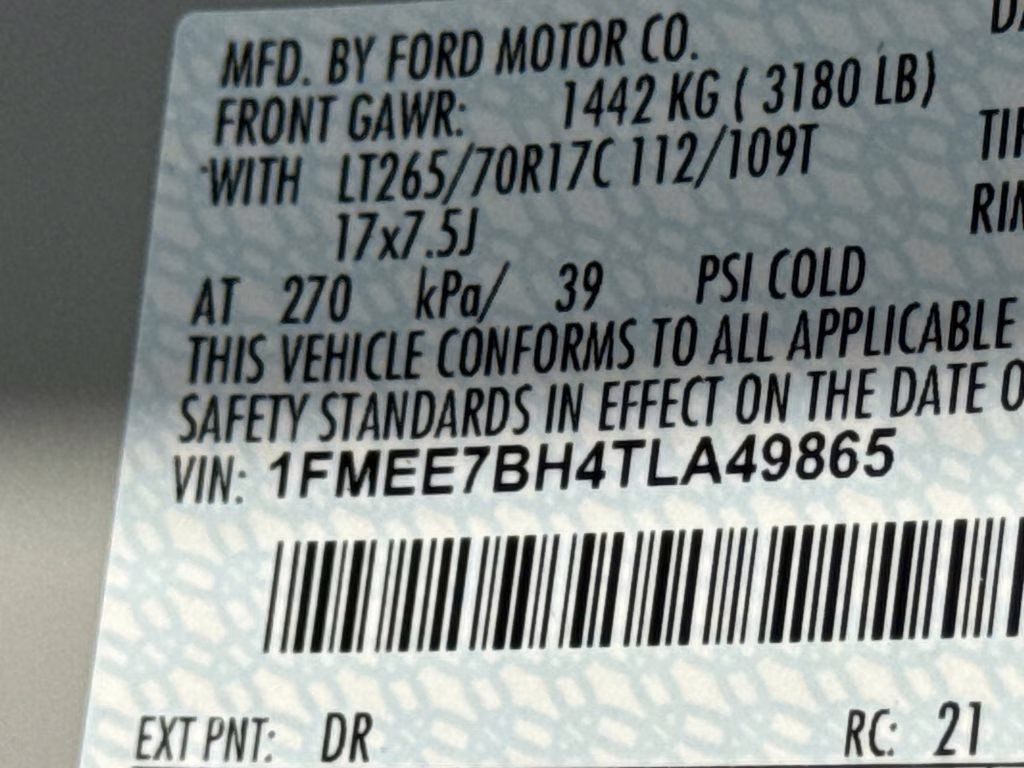 MFD. BY FORD MOTOR CO.
FRONT GAWR: 1442 KG ( 3180 LB)
WITH LT265/70R17C 112/109T
17x7.5J
AT 270 kPa/ 39 PSI COLD
THIS VEHICLE CONFORMS TO ALL APPLICABLE
SAFETY STANDARDS IN EFFECT ON THE DATE
VIN: 1FMEE7BH4TLA49865
EXT PNT: DR RC: 21